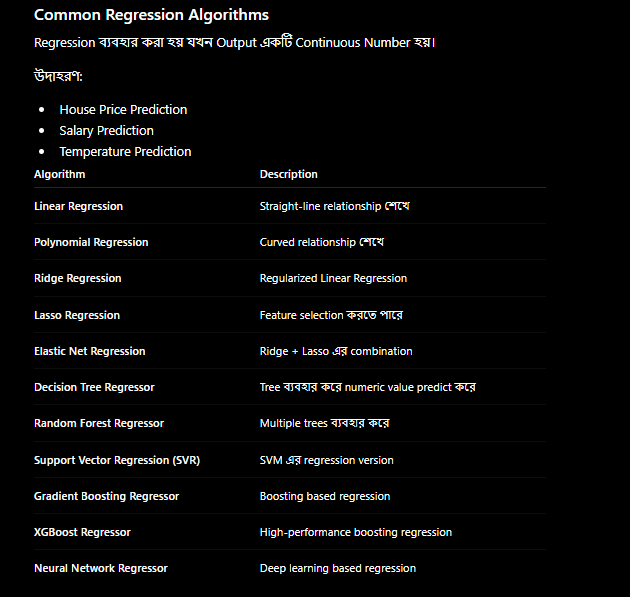 Common Regression Algorithms
Regression ব্যবহার করা হয় যখন Output একটি Continuous Number হয়।
উদাহরণ:
• House Price Prediction
• Salary Prediction
• Temperature Prediction
Algorithm Description
Linear Regression Straight-line relationship শেখে
Polynomial Regression Curved relationship শেখে
Ridge Regression Regularized Linear Regression
Lasso Regression Feature selection করতে পারে
Elastic Net Regression Ridge + Lasso এর combination
Decision Tree Regressor Tree ব্যবহার করে numeric value predict করে
Random Forest Regressor Multiple trees ব্যবহার করে
Support Vector Regression (SVR) SVM এর regression version
Gradient Boosting Regressor Boosting based regression
XGBoost Regressor High-performance boosting regression
Neural Network Regressor Deep learning based regression